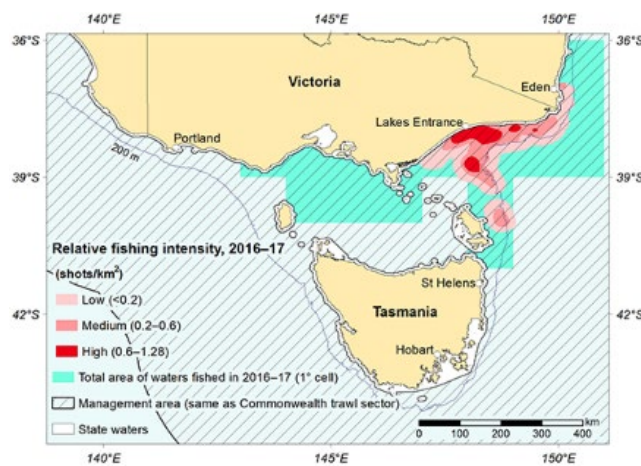 140°E 145°E 150°E
36°S 36°S
Victoria
Eden
Lakes Entrance
Portland
200 m
39°S 39°S
Relative fishing intensity, 2016–17
(shots/km²)
St Helens
Low (<0.2)
42°S
Tasmania
Medium (0.2–0.6)
High (0.6–1.28)
Hobart
Total area of waters fished in 2016–17 (1° cell)
Management area (same as Commonwealth trawl sector)
km
State waters
0 100 200 300 400
140°E 145°E 150°E